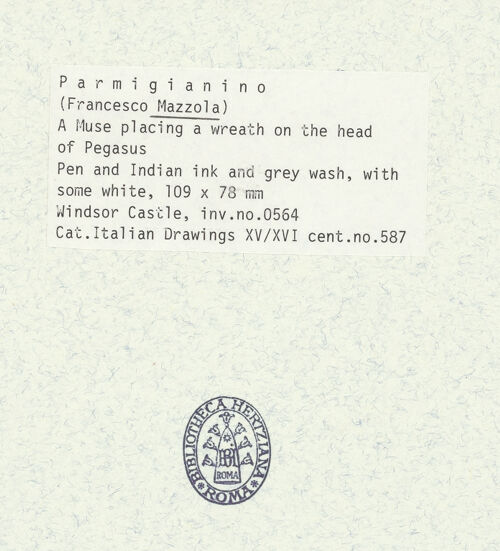 Parmigianino
(Francesco Mazzola)
A Muse placing a wreath on the head
of Pegasus
Pen and Indian ink and grey wash, with
some white, 109 x 78 mm
Windsor Castle, inv.no.0564
Cat.Italian Drawings XV/XVI cent.no.587
BIBLIOTHECA HERTZIANA
BH
ROMA
ROMA